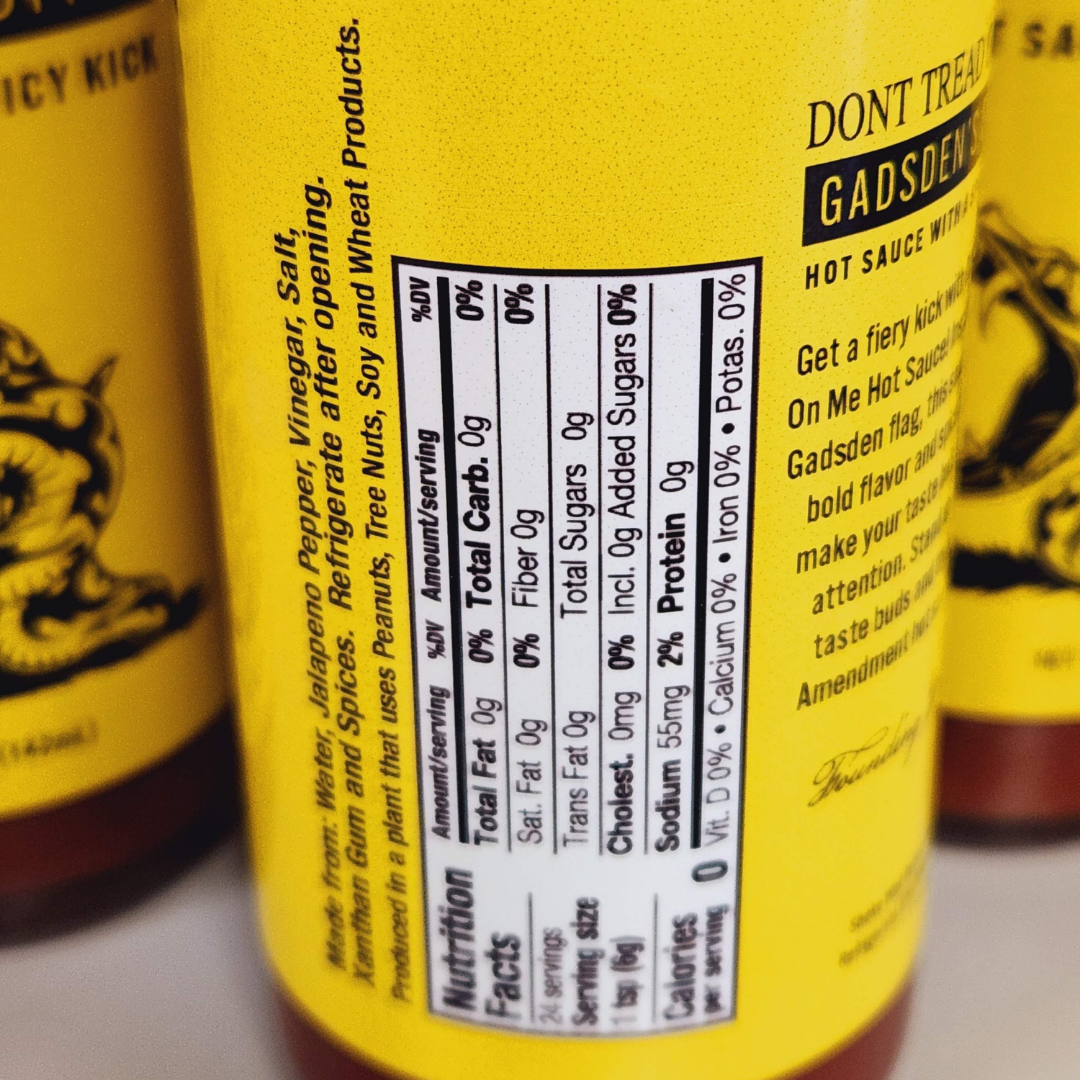 ICY KICK
Made from: Water, Jalapeno Pepper, Vinegar, Salt,
Xanthan Gum and Spices. Refrigerate after opening.
Produced in a plant that uses Peanuts, Tree Nuts, Soy and Wheat Products.
Nutrition
Facts
24 servings
Serving size
1 tsp (6g)
Calories
per serving 0
Amount/serving %DV Amount/serving %DV
Total Fat 0g 0% Total Carb. 0g 0%
Sat. Fat 0g 0% Fiber 0g 0%
Trans Fat 0g Total Sugars 0g
Cholest. 0mg 0% Incl. 0g Added Sugars 0%
Sodium 55mg 2% Protein 0g
Vit. D 0% • Calcium 0% • Iron 0% • Potas. 0%
DONT TREAD
GADSDEN'S
HOT SAUCE WITH A
Get a fiery kick with
On Me Hot Sauce!
Gadsden flag, this
bold flavor and
make your taste
attention.
taste buds and
Amendment
Founding